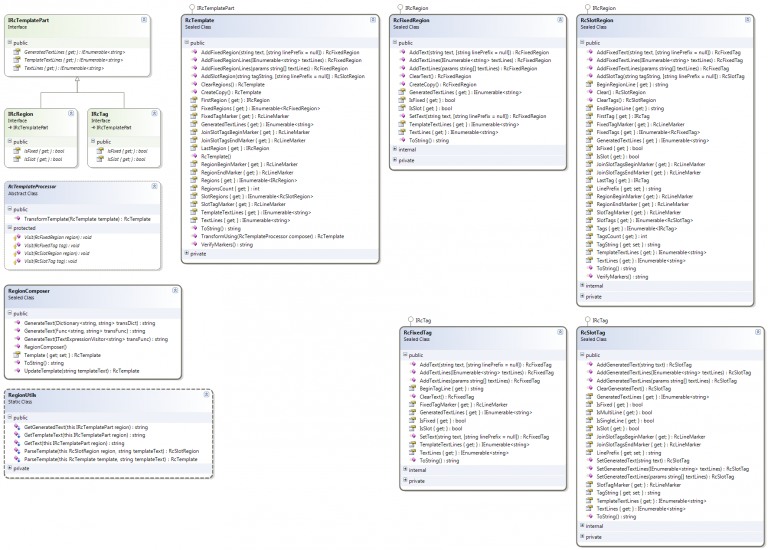 IRcTemplatePart
Interface
public
GeneratedTextLines { get; } : IEnumerable<string>
TemplateTextLines { get; } : IEnumerable<string>
TextLines { get; } : IEnumerable<string>
IRcRegion
Interface
IRcTemplatePart
public
IsFixed { get; } : bool
IsSlot { get; } : bool
IRcTag
Interface
IRcTemplatePart
public
IsFixed { get; } : bool
IsSlot { get; } : bool
RcTemplateProcessor
Abstract Class
public
TransformTemplate(RcTemplate template) : RcTemplate
protected
Visit(RcFixedRegion region) : void
Visit(RcFixedTag tag) : void
Visit(RcSlotRegion region) : void
Visit(RcSlotTag tag) : void
RegionComposer
Sealed Class
public
GenerateText(Dictionary<string, string> transDict) : string
GenerateText(Func<string, string> transFunc) : string
GenerateText(ITextExpressionVisitor<string> transFunc) : string
RegionComposer()
Template { get; set; } : RcTemplate
ToString() : string
UpdateTemplate(string templateText) : RcTemplate
RegionUtils
Static Class
public
GetGeneratedText(this IRcTemplatePart region) : string
GetTemplateText(this IRcTemplatePart region) : string
GetText(this IRcTemplatePart region) : string
ParseTemplate(this RcSlotRegion region, string templateText) : RcSlotRegion
ParseTemplate(this RcTemplate template, string templateText) : RcTemplate
private
IRcTemplatePart
RcTemplate
Sealed Class
public
AddFixedRegion(string text, [string linePrefix = null]) : RcFixedRegion
AddFixedRegionLines(IEnumerable<string> textLines) : RcFixedRegion
AddFixedRegionLines(params string[] textLines) : RcFixedRegion
AddSlotRegion(string tagString, [string linePrefix = null]) : RcSlotRegion
ClearRegions() : RcTemplate
CreateCopy() : RcTemplate
FirstRegion { get; } : IRcRegion
FixedRegions { get; } : IEnumerable<RcFixedRegion>
FixedTagMarker { get; } : RcLineMarker
GeneratedTextLines { get; } : IEnumerable<string>
JoinSlotTagsBeginMarker { get; } : RcLineMarker
JoinSlotTagsEndMarker { get; } : RcLineMarker
LastRegion { get; } : IRcRegion
RcTemplate()
RegionBeginMarker { get; } : RcLineMarker
RegionEndMarker { get; } : RcLineMarker
Regions { get; } : IEnumerable<IRcRegion>
RegionsCount { get; } : int
SlotRegions { get; } : IEnumerable<RcSlotRegion>
SlotTagMarker { get; } : RcLineMarker
TemplateTextLines { get; } : IEnumerable<string>
TextLines { get; } : IEnumerable<string>
ToString() : string
TransformUsing(RcTemplateProcessor composer) : RcTemplate
VerifyMarkers() : string
private
IRcRegion
RcFixedRegion
Sealed Class
public
AddText(string text, [string linePrefix = null]) : RcFixedRegion
AddTextLines(IEnumerable<string> textLines) : RcFixedRegion
AddTextLines(params string[] textLines) : RcFixedRegion
ClearText() : RcFixedRegion
CreateCopy() : RcFixedRegion
GeneratedTextLines { get; } : IEnumerable<string>
IsFixed { get; } : bool
IsSlot { get; } : bool
SetText(string text, [string linePrefix = null]) : RcFixedRegion
TemplateTextLines { get; } : IEnumerable<string>
TextLines { get; } : IEnumerable<string>
ToString() : string
internal
private
IRcRegion
RcSlotRegion
Sealed Class
public
AddFixedText(string text, [string linePrefix = null]) : RcFixedTag
AddFixedTextLines(IEnumerable<string> textLines) : RcFixedTag
AddFixedTextLines(params string[] textLines) : RcFixedTag
AddSlotTag(string tagString, [string linePrefix = null]) : RcSlotTag
BeginRegionLine { get; } : string
Clear() : RcSlotRegion
ClearTags() : RcSlotRegion
EndRegionLine { get; } : string
FirstTag { get; } : IRcTag
FixedTagMarker { get; } : RcLineMarker
FixedTags { get; } : IEnumerable<RcFixedTag>
GeneratedTextLines { get; } : IEnumerable<string>
IsFixed { get; } : bool
IsSlot { get; } : bool
JoinSlotTagsBeginMarker { get; } : RcLineMarker
JoinSlotTagsEndMarker { get; } : RcLineMarker
LastTag { get; } : IRcTag
LinePrefix { get; set; } : string
RegionBeginMarker { get; } : RcLineMarker
RegionEndMarker { get; } : RcLineMarker
SlotTagMarker { get; } : RcLineMarker
SlotTags { get; } : IEnumerable<RcSlotTag>
Tags { get; } : IEnumerable<IRcTag>
TagsCount { get; } : int
TagString { get; set; } : string
TemplateTextLines { get; } : IEnumerable<string>
TextLines { get; } : IEnumerable<string>
ToString() : string
VerifyMarkers() : string
internal
private
IRcTag
RcFixedTag
Sealed Class
public
AddText(string text, [string linePrefix = null]) : RcFixedTag
AddTextLines(IEnumerable<string> textLines) : RcFixedTag
AddTextLines(params string[] textLines) : RcFixedTag
BeginTagLine { get; } : string
ClearText() : RcFixedTag
FixedTagMarker { get; } : RcLineMarker
GeneratedTextLines { get; } : IEnumerable<string>
IsFixed { get; } : bool
IsSlot { get; } : bool
SetText(string text, [string linePrefix = null]) : RcFixedTag
TemplateTextLines { get; } : IEnumerable<string>
TextLines { get; } : IEnumerable<string>
ToString() : string
internal
private
IRcTag
RcSlotTag
Sealed Class
public
AddGeneratedText(string text) : RcSlotTag
AddGeneratedTextLines(IEnumerable<string> textLines) : RcSlotTag
AddGeneratedTextLines(params string[] textLines) : RcSlotTag
ClearGeneratedText() : RcSlotTag
GeneratedTextLines { get; } : IEnumerable<string>
IsFixed { get; } : bool
IsMultiLine { get; } : bool
IsSingleLine { get; } : bool
IsSlot { get; } : bool
JoinSlotTagsBeginMarker { get; } : RcLineMarker
JoinSlotTagsEndMarker { get; } : RcLineMarker
LinePrefix { get; set; } : string
SetGeneratedText(string text) : RcSlotTag
SetGeneratedTextLines(IEnumerable<string> textLines) : RcSlotTag
SetGeneratedTextLines(params string[] textLines) : RcSlotTag
SlotTagMarker { get; } : RcLineMarker
TagString { get; set; } : string
TemplateTextLines { get; } : IEnumerable<string>
TextLines { get; } : IEnumerable<string>
ToString() : string
internal
private